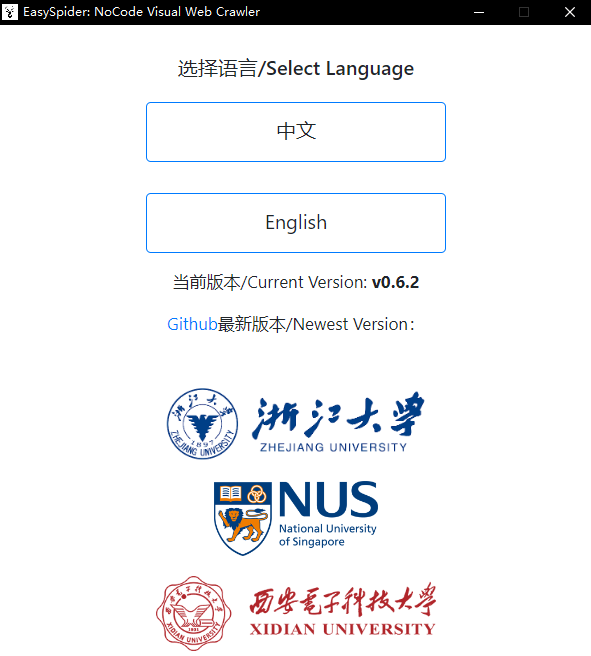 EasySpider: NoCode Visual Web Crawler
选择语言/Select Language
中文
English
当前版本/Current Version: v0.6.2
Github最新版本/Newest Version：
浙江大学
ZHEJIANG UNIVERSITY
浙江大学
1897
ZHEJIANG UNIVERSITY
NUS
National University
of Singapore
西安电子科技大学
XIDIAN UNIVERSITY
西安電子科技大學
XIDIAN UNIVERSITY